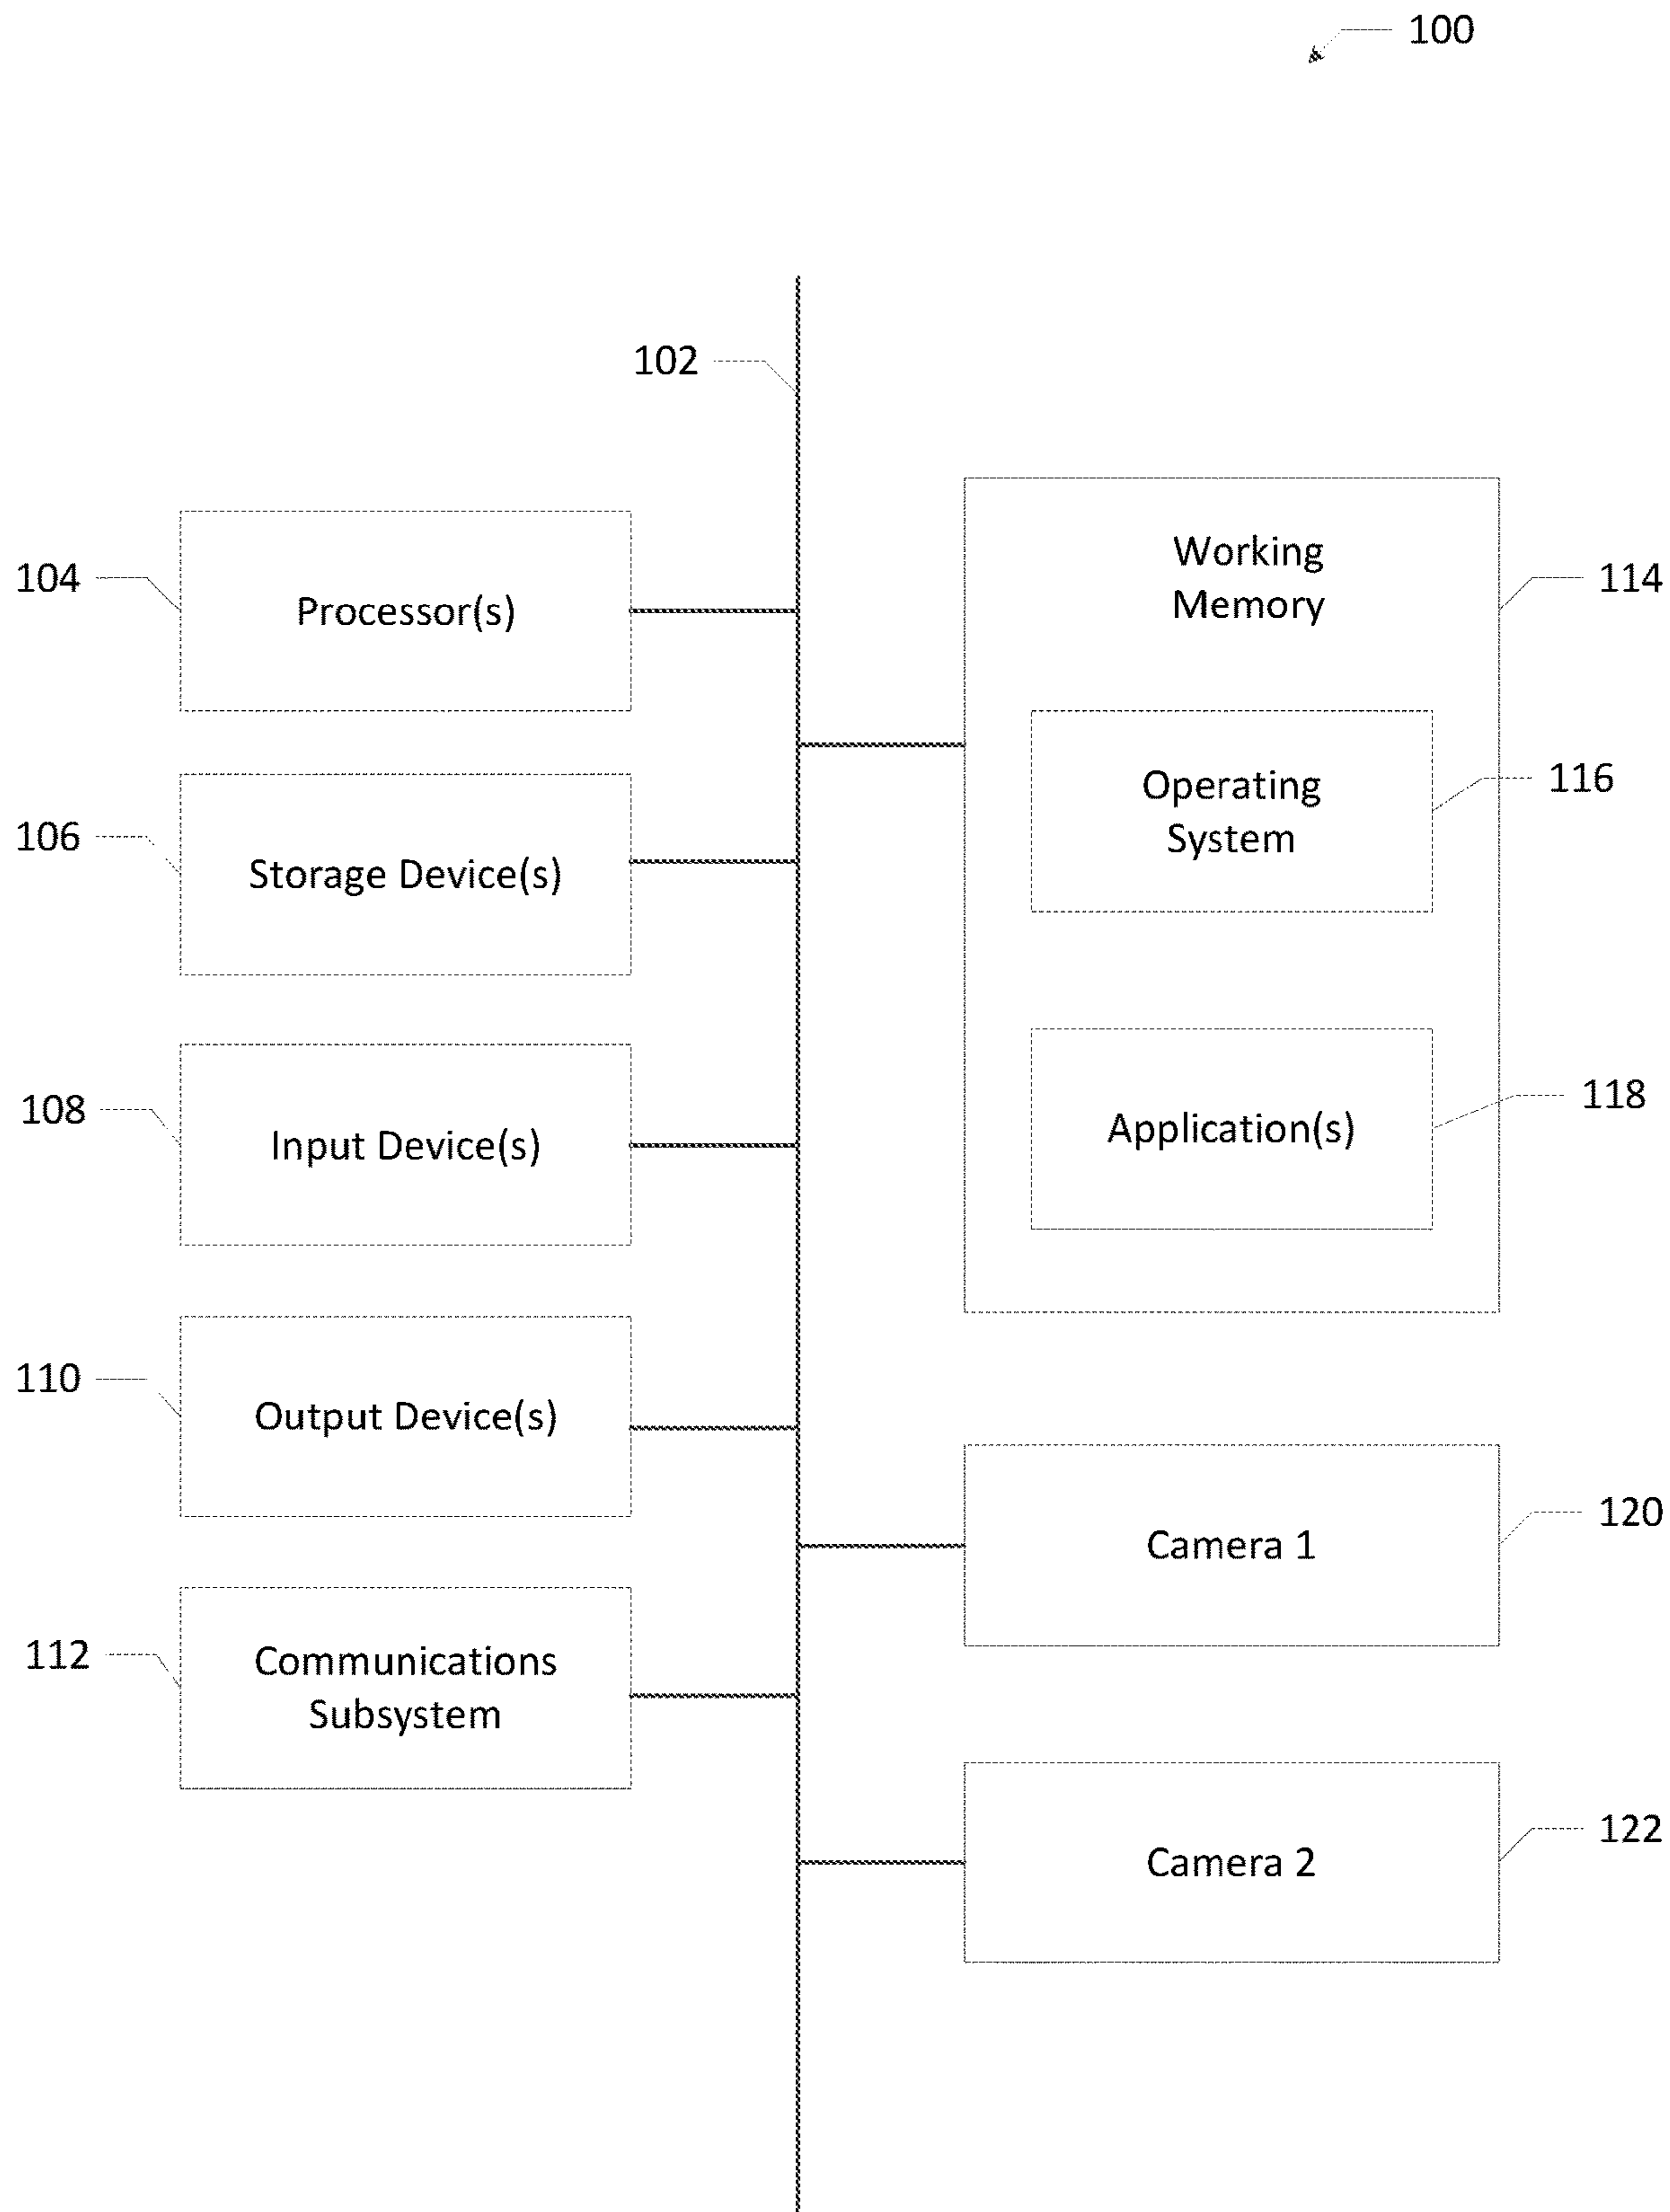 100
102
104
Processor(s)
106
Storage Device(s)
108
Input Device(s)
110
Output Device(s)
112
Communications
Subsystem
Working
Memory
114
Operating
System
116
Application(s)
118
Camera 1
120
Camera 2
122